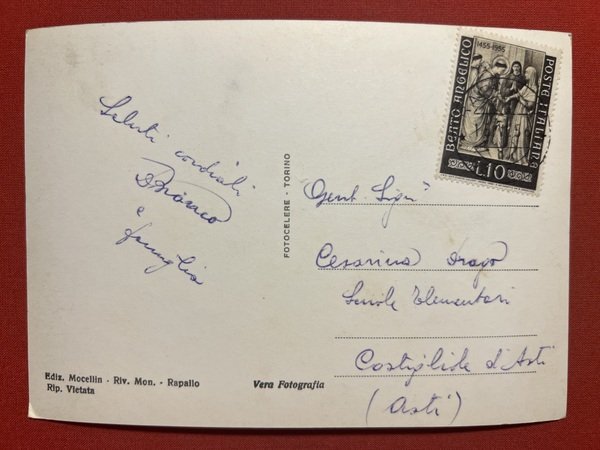 Saluti cordiali
Franco
e
famiglia
1455-1955
BEATO ANGELICO
POSTE ITALIANE
L.10
FOTOCELERE - TORINO
Gent. Sig.
Cesarina Drago
Scuole Elementari
Costigliole d'Asti
(Asti)
Ediz. Mocellin - Riv. Mon. - Rapallo
Rip. Vietata
Vera Fotografia